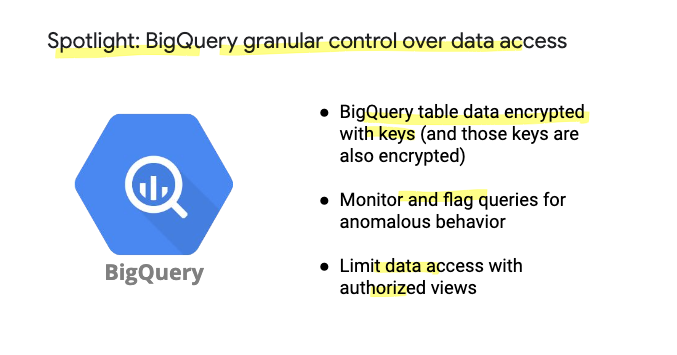 Spotlight: BigQuery granular control over data access
● BigQuery table data encrypted
with keys (and those keys are
also encrypted)
● Monitor and flag queries for
anomalous behavior
● Limit data access with
authorized views
BigQuery